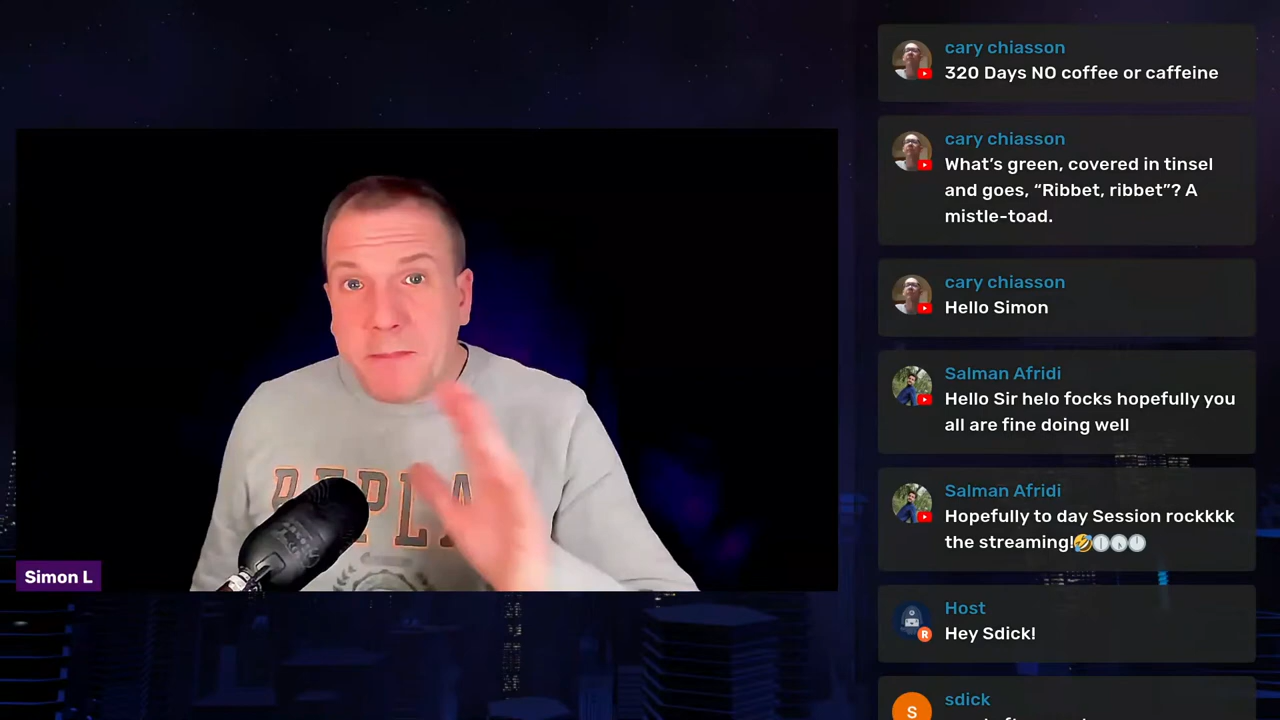 cary chiasson
320 Days NO coffee or caffeine
cary chiasson
What’s green, covered in tinsel
and goes, “Ribbet, ribbet”? A
mistle-toad.
cary chiasson
Hello Simon
Salman Afridi
Hello Sir helo focks hopefully you
all are fine doing well
Salman Afridi
Hopefully to day Session rockkkk
the streaming!🤣🕕🕟🕛
Host
R
Hey Sdick!
sdick
S
REPLA
Simon L